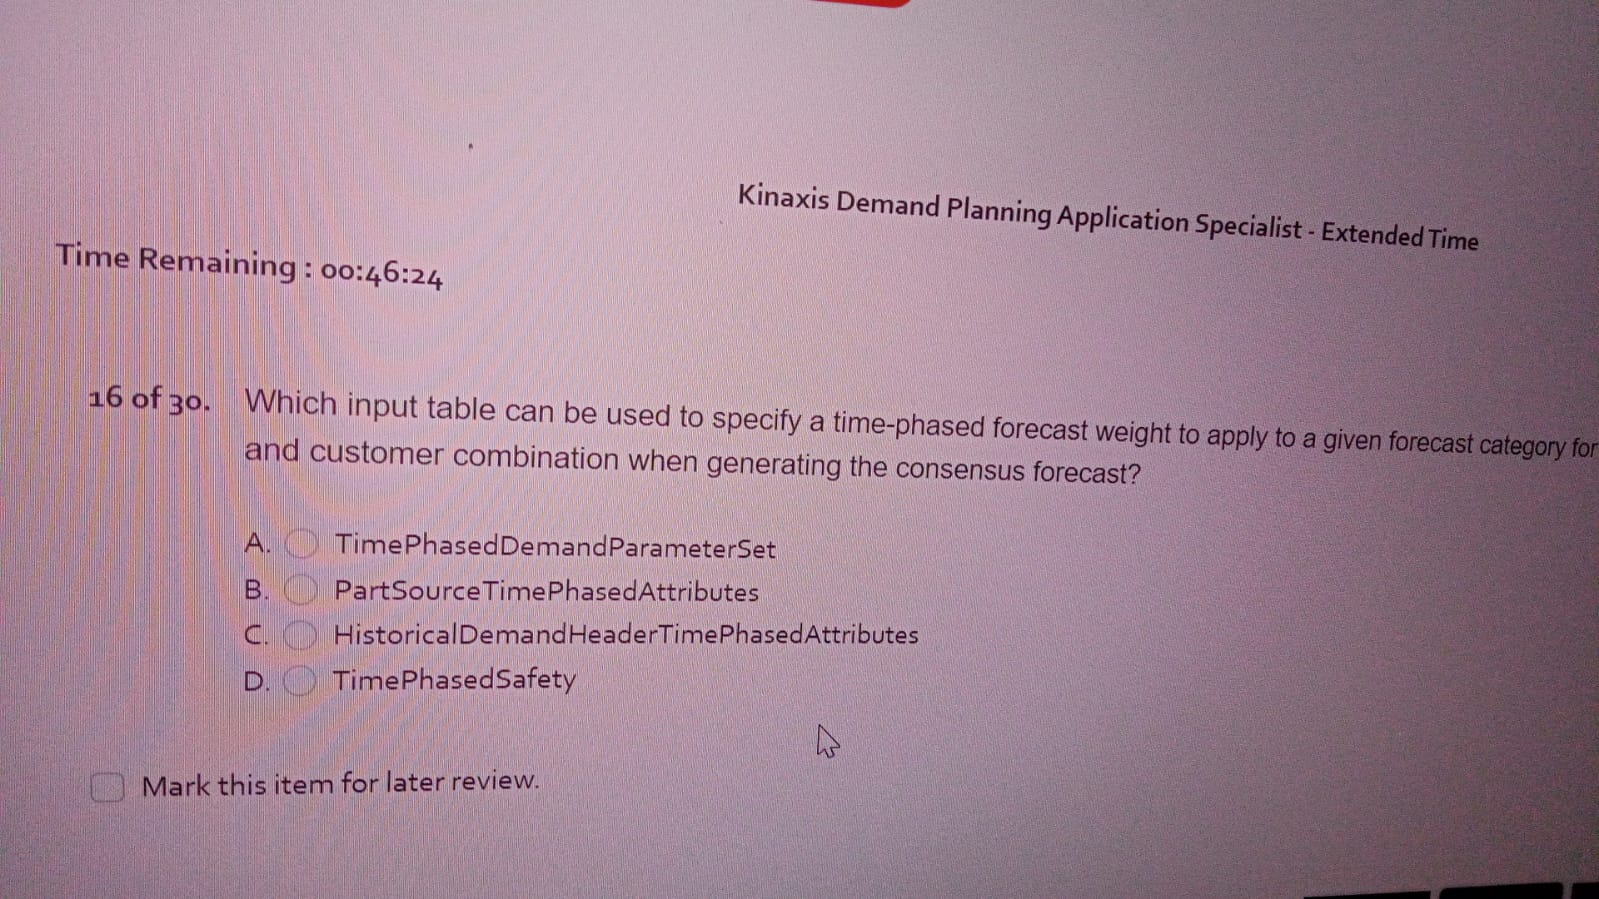 Kinaxis Demand Planning Application Specialist - Extended Time
Time Remaining : 00:46:24
16 of 30. Which input table can be used to specify a time-phased forecast weight to apply to a given forecast category for
and customer combination when generating the consensus forecast?
A. TimePhasedDemandParameterSet
B. PartSourceTimePhasedAttributes
C. HistoricalDemandHeaderTimePhasedAttributes
D. TimePhasedSafety
Mark this item for later review.